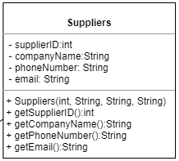 Suppliers
- supplierID:int
- companyName:String
- phoneNumber: String
- email: String
+ Suppliers(int, String, String, String)
+ getSupplierID():int
+ getCompanyName():String
+ getPhoneNumber():String
+ getEmail():String